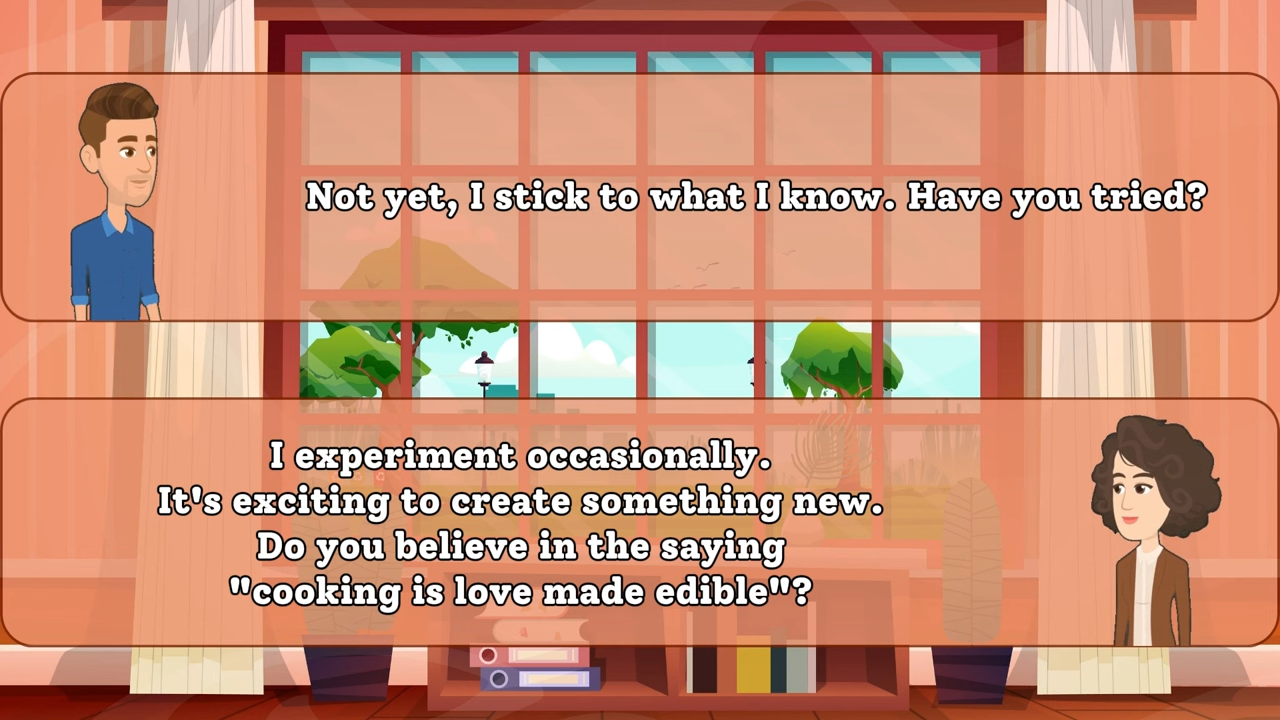 Not yet, I stick to what I know. Have you tried?
I experiment occasionally.
It's exciting to create something new.
Do you believe in the saying
"cooking is love made edible"?